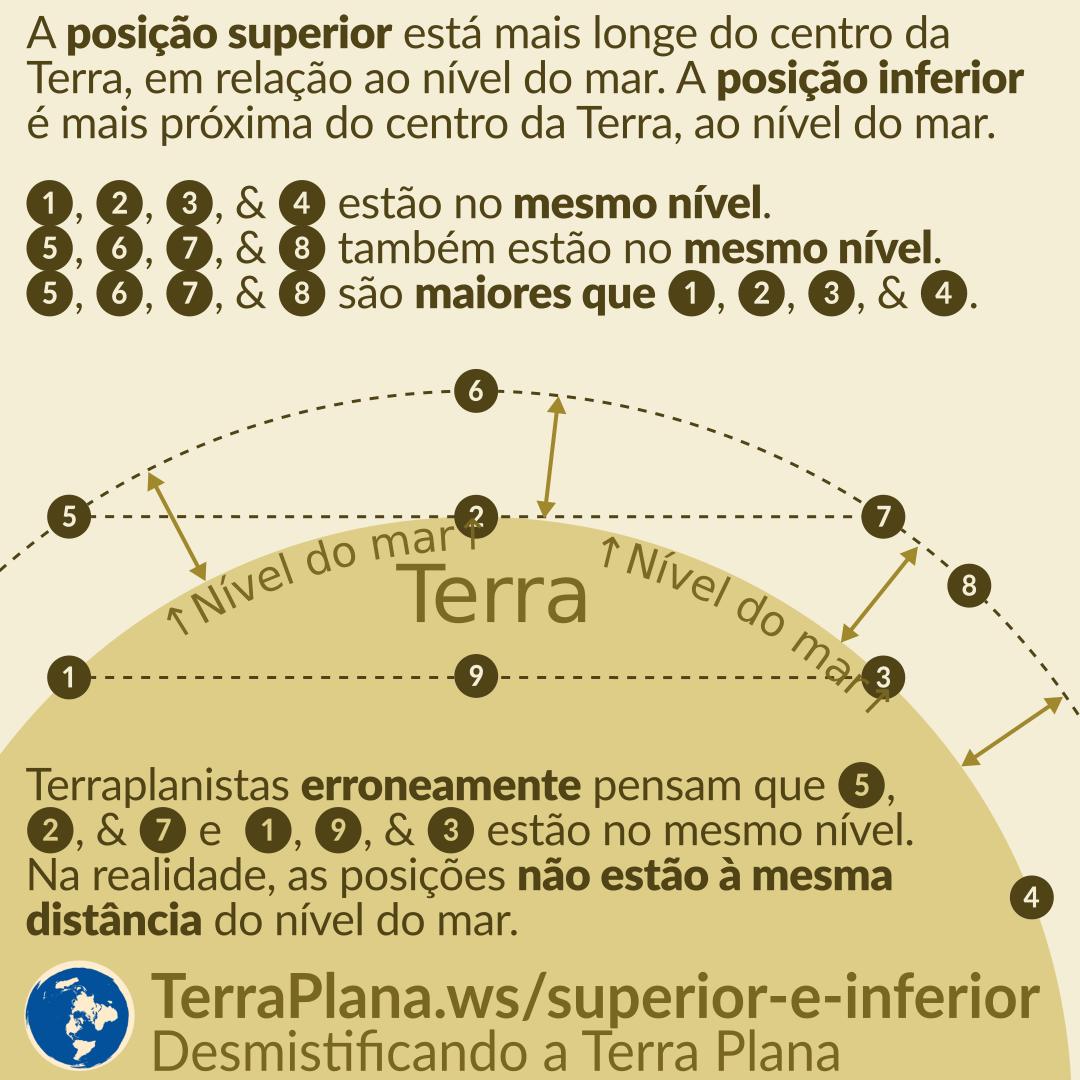 A posição superior está mais longe do centro da
Terra, em relação ao nível do mar. A posição inferior
é mais próxima do centro da Terra, ao nível do mar.
1, 2, 3, & 4 estão no mesmo nível.
5, 6, 7, & 8 também estão no mesmo nível.
5, 6, 7, & 8 são maiores que 1, 2, 3, & 4.
6
5
2
7
↑Nível do mar↑
↑Nível do mar↑
Terra
8
1
9
3
Terraplanistas erroneamente pensam que 5,
2, & 7 e 1, 9, & 3 estão no mesmo nível.
Na realidade, as posições não estão à mesma
distância do nível do mar.
4
TerraPlana.ws/superior-e-inferior
Desmistificando a Terra Plana